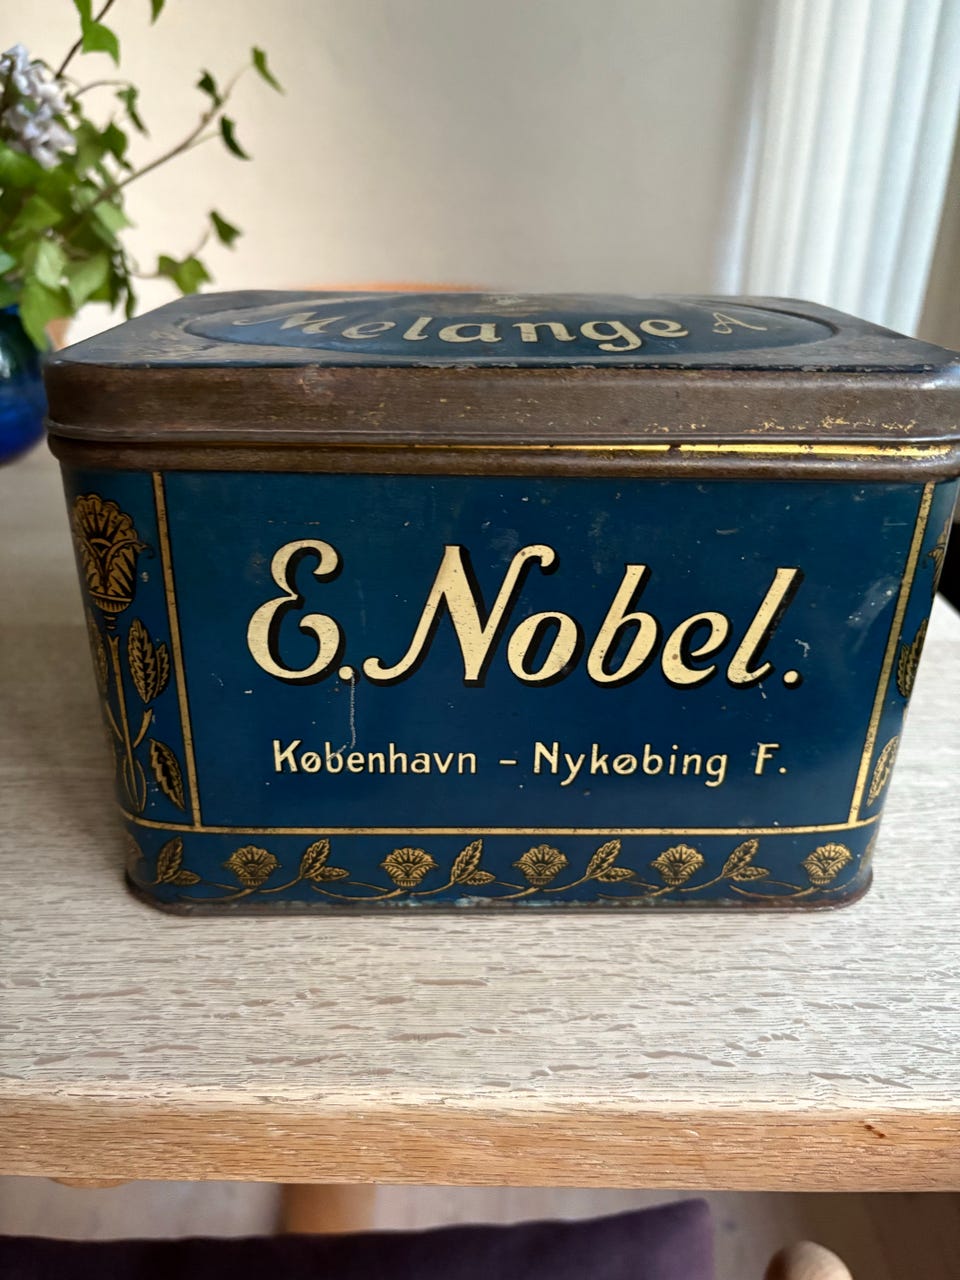 Melange A
E. Nobel.
København – Nykøbing F.